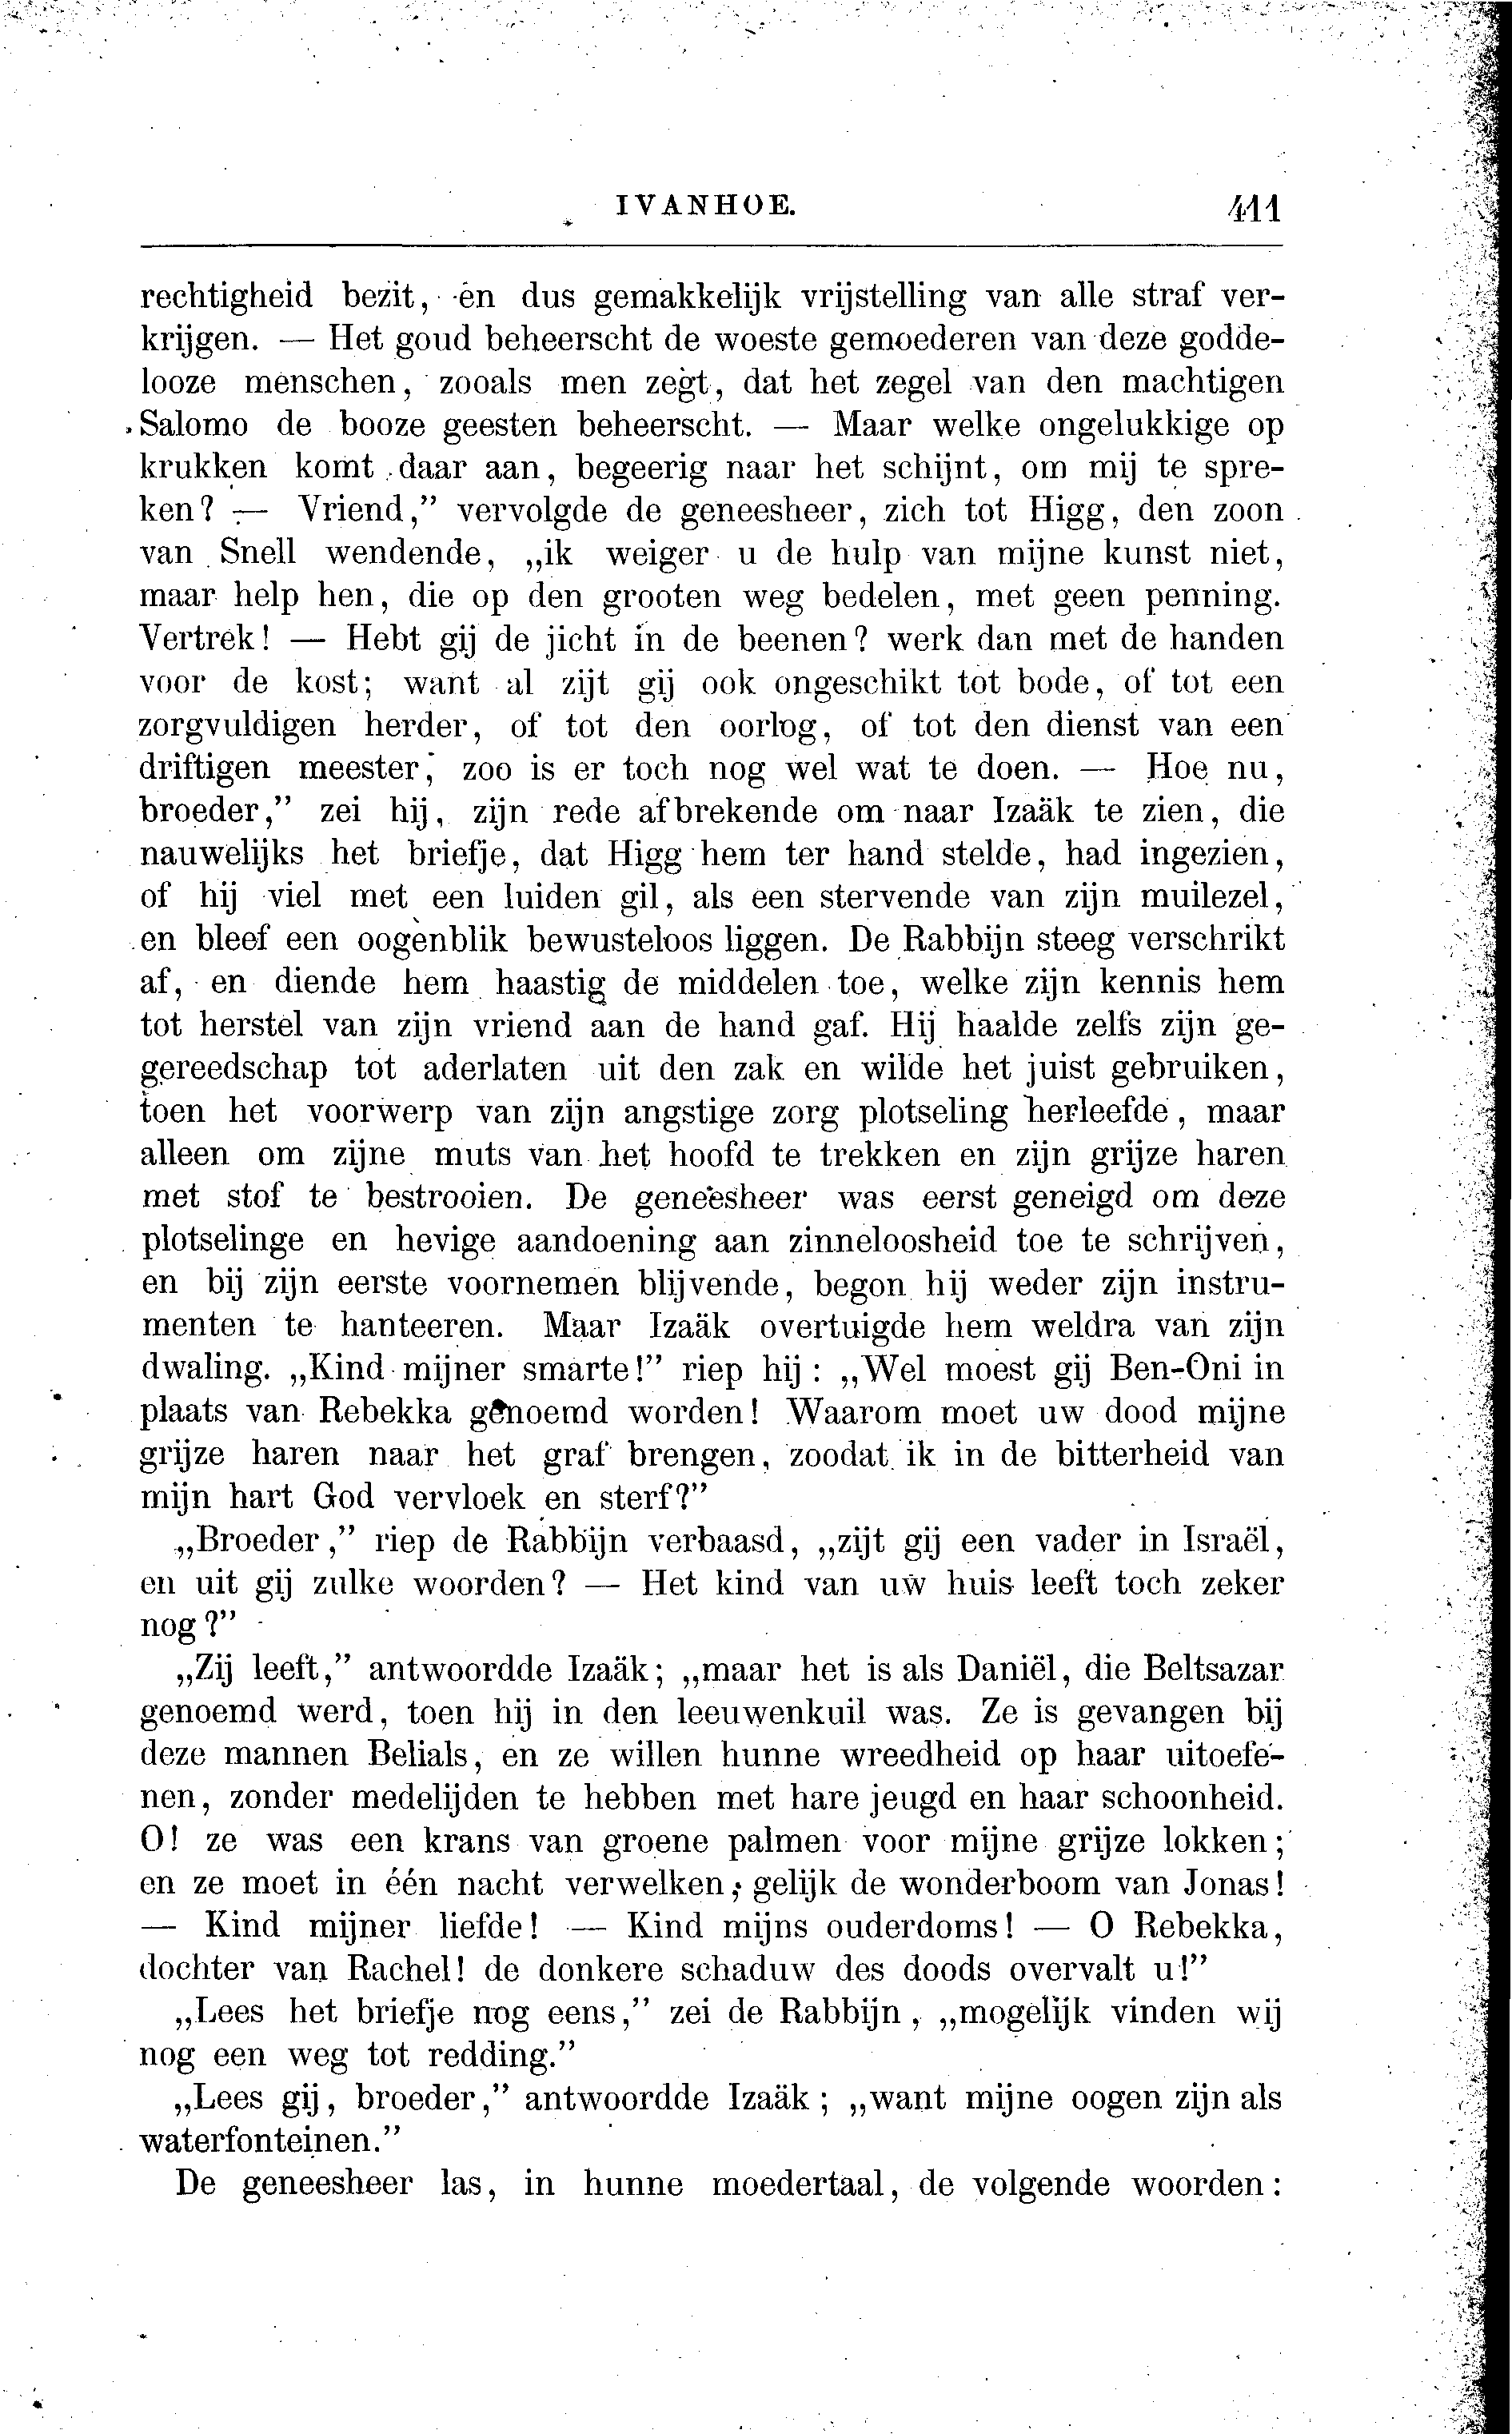 IVANHOE. 411
rechtigheid bezit, en dus gemakkelijk vrijstelling van alle straf ver-
krijgen. — Het goud beheerscht de woeste gemoederen van deze godde-
looze menschen, zooals men zegt, dat het zegel van den machtigen
Salomo de booze geesten beheerscht. — Maar welke ongelukkige op
krukken komt daar aan, begeerig naar het schijnt, om mij te spre-
ken? — Vriend,” vervolgde de geneesheer, zich tot Higg, den zoon
van Snell wendende, „ik weiger u de hulp van mijne kunst niet,
maar help hen, die op den grooten weg bedelen, met geen penning.
Vertrek! — Hebt gij de jicht in de beenen? werk dan met de handen
voor de kost; want al zijt gij ook ongeschikt tot bode, of tot een
zorgvuldigen herder, of tot den oorlog, of tot den dienst van een
driftigen meester, zoo is er toch nog wel wat te doen. — Hoe nu,
broeder,” zei hij, zijn rede afbrekende om naar Izaäk te zien, die
nauwelijks het briefje, dat Higg hem ter hand stelde, had ingezien,
of hij viel met een luiden gil, als een stervende van zijn muilezel,
en bleef een oogenblik bewusteloos liggen. De Rabbijn steeg verschrikt
af, en diende hem haastig de middelen toe, welke zijn kennis hem
tot herstel van zijn vriend aan de hand gaf. Hij haalde zelfs zijn ge-
gereedschap tot aderlaten uit den zak en wilde het juist gebruiken,
toen het voorwerp van zijn angstige zorg plotseling herleefde, maar
alleen om zijne muts van het hoofd te trekken en zijn grijze haren
met stof te bestrooien. De geneesheer was eerst geneigd om deze
plotselinge en hevige aandoening aan zinneloosheid toe te schrijven,
en bij zijn eerste voornemen blijvende, begon hij weder zijn instru-
menten te hanteeren. Maar Izaäk overtuigde hem weldra van zijn
dwaling. „Kind mijner smarte!” riep hij: „Wel moest gij Ben-Oni in
plaats van Rebekka genoemd worden! Waarom moet uw dood mijne
grijze haren naar het graf brengen, zoodat ik in de bitterheid van
mijn hart God vervloek en sterf?”
„Broeder,” riep de Rabbijn verbaasd, „zijt gij een vader in Israël,
en uit gij zulke woorden? — Het kind van uw huis leeft toch zeker
nog?”
„Zij leeft,” antwoordde Izaäk; „maar het is als Daniël, die Beltsazar
genoemd werd, toen hij in den leeuwenkuil was. Ze is gevangen bij
deze mannen Belials, en ze willen hunne wreedheid op haar uitoefe-
nen, zonder medelijden te hebben met hare jeugd en haar schoonheid.
O! ze was een krans van groene palmen voor mijne grijze lokken;
en ze moet in één nacht verwelken, gelijk de wonderboom van Jonas!
— Kind mijner liefde! — Kind mijns ouderdoms! — O Rebekka,
dochter van Rachel! de donkere schaduw des doods overvalt u!”
„Lees het briefje nog eens,” zei de Rabbijn, „mogelijk vinden wij
nog een weg tot redding.”
„Lees gij, broeder,” antwoordde Izaäk; „want mijne oogen zijn als
waterfonteinen.”
De geneesheer las, in hunne moedertaal, de volgende woorden: